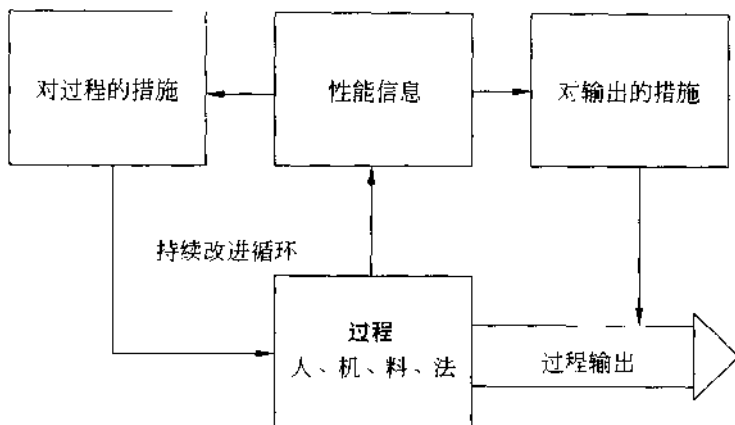 对过程的措施
性能信息
对输出的措施
持续改进循环
过程
人、机、料、法
过程输出